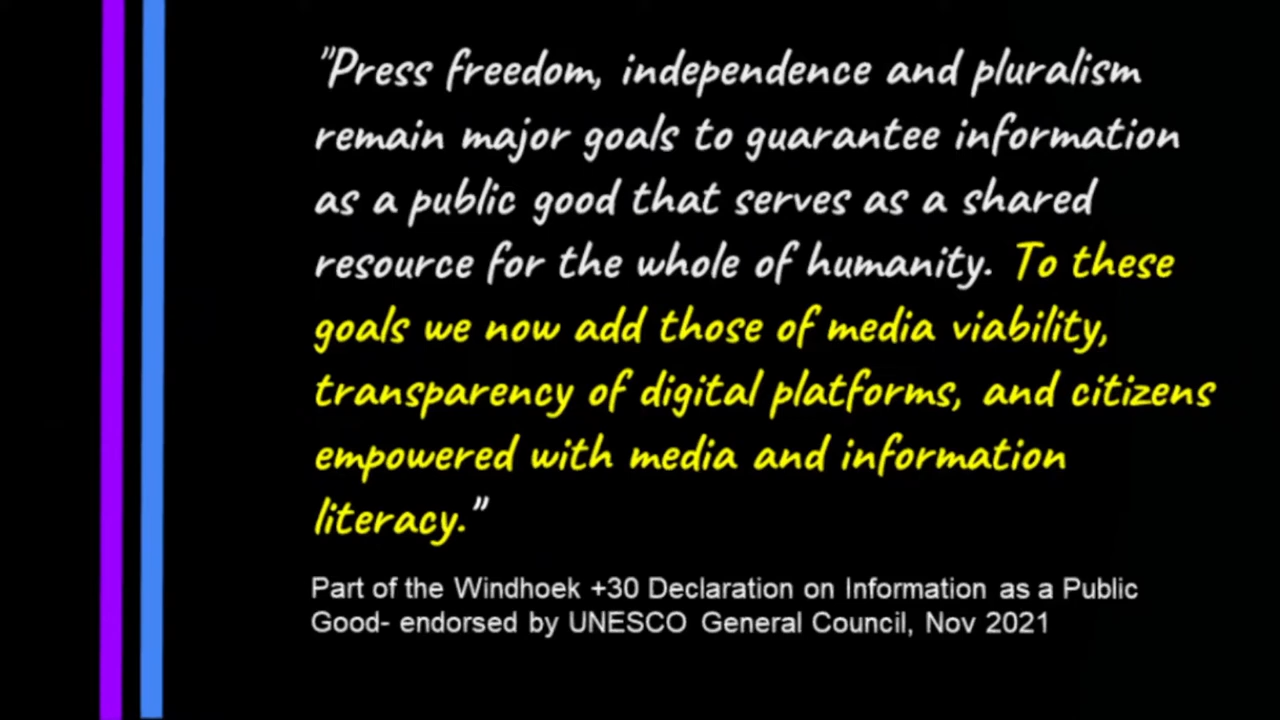 "Press freedom, independence and pluralism
remain major goals to guarantee information
as a public good that serves as a shared
resource for the whole of humanity. To these
goals we now add those of media viability,
transparency of digital platforms, and citizens
empowered with media and information
literacy."
Part of the Windhoek +30 Declaration on Information as a Public
Good- endorsed by UNESCO General Council, Nov 2021